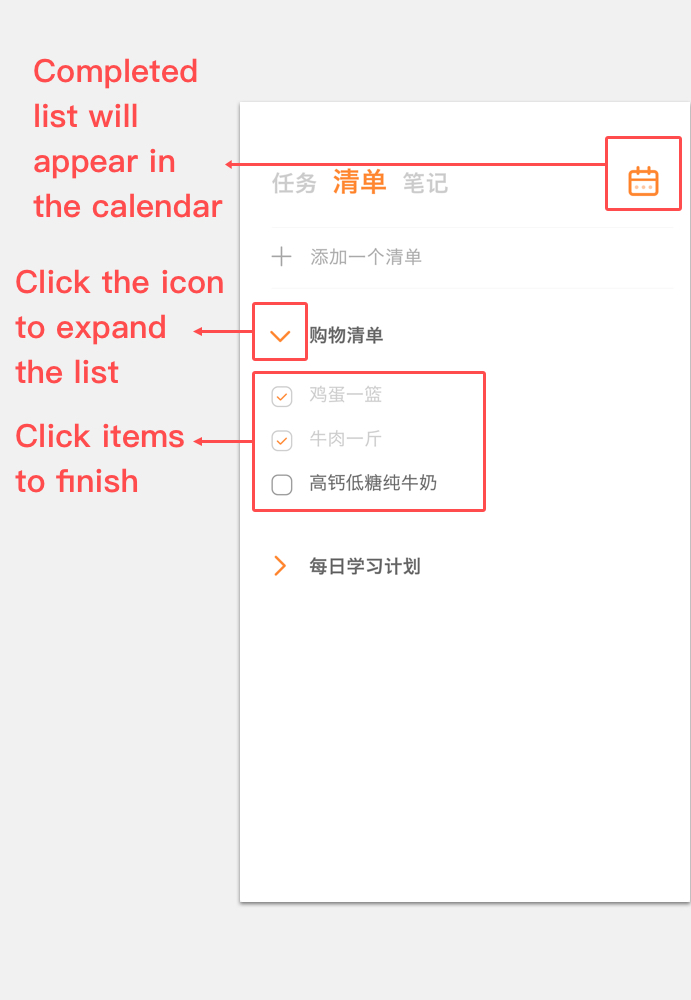 Completed
list will
appear in
the calendar
任务 清单 笔记
添加一个清单
Click the icon
to expand
the list
购物清单
鸡蛋一篮
牛肉一斤
高钙低糖纯牛奶
Click items
to finish
每日学习计划